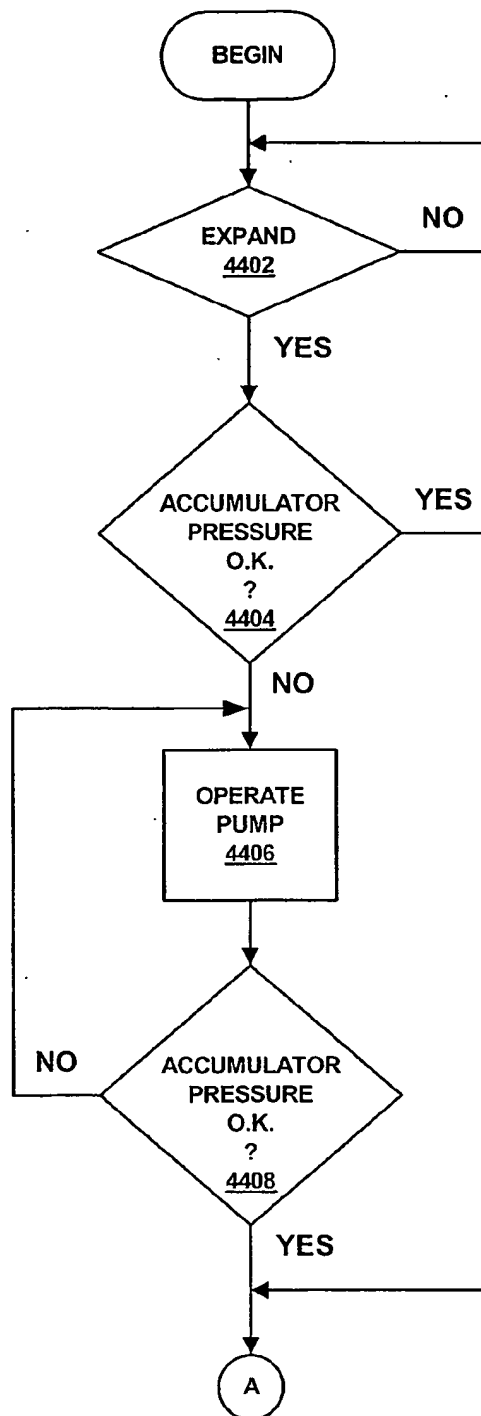 BEGIN
EXPAND
4402
NO
YES
ACCUMULATOR
PRESSURE
O.K.
?
4404
YES
NO
OPERATE
PUMP
4406
ACCUMULATOR
PRESSURE
O.K.
?
4408
NO
YES
A